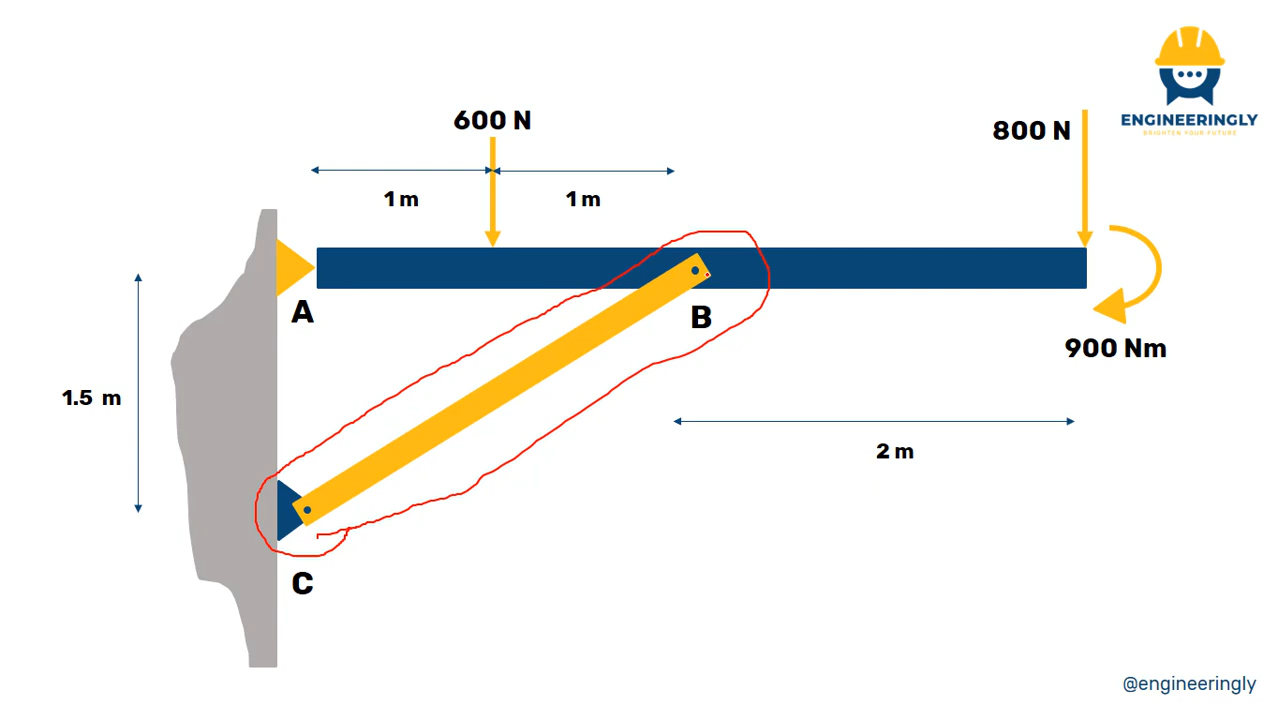 600 N
800 N
ENGINEERINGLY
BRIGHTEN YOUR FUTURE
1 m
1 m
A
B
900 Nm
1.5 m
2 m
C
@engineeringly